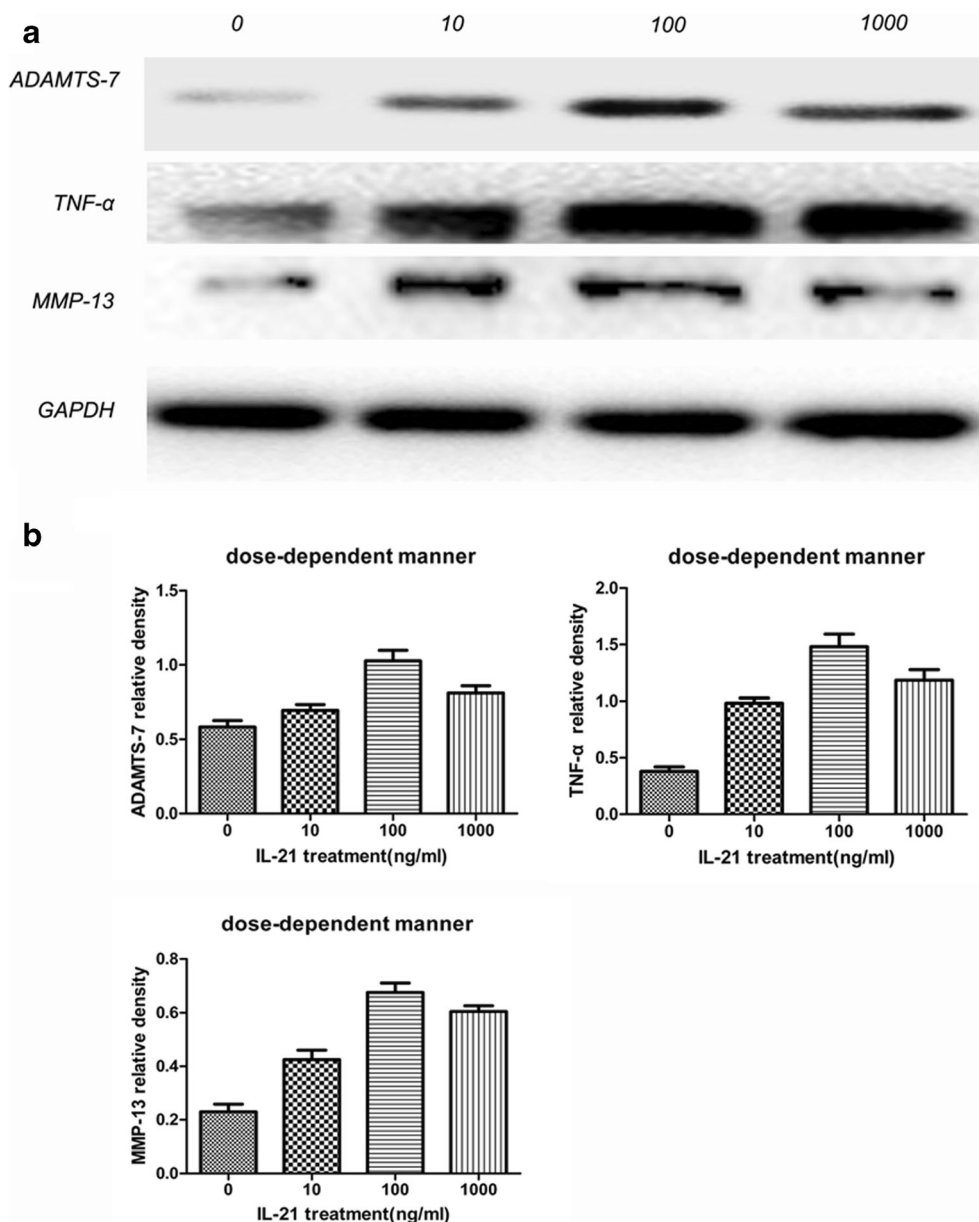 a
0 10 100 1000
ADAMTS-7
TNF-α
MMP-13
GAPDH
b
dose-dependent manner
ADAMTS-7 relative density
1.5
1.0
0.5
0.0
0 10 100 1000
IL-21 treatment(ng/ml)
dose-dependent manner
TNF-α relative density
2.0
1.5
1.0
0.5
0.0
0 10 100 1000
IL-21 treatment(ng/ml)
dose-dependent manner
MMP-13 relative density
0.8
0.6
0.4
0.2
0.0
0 10 100 1000
IL-21 treatment(ng/ml)